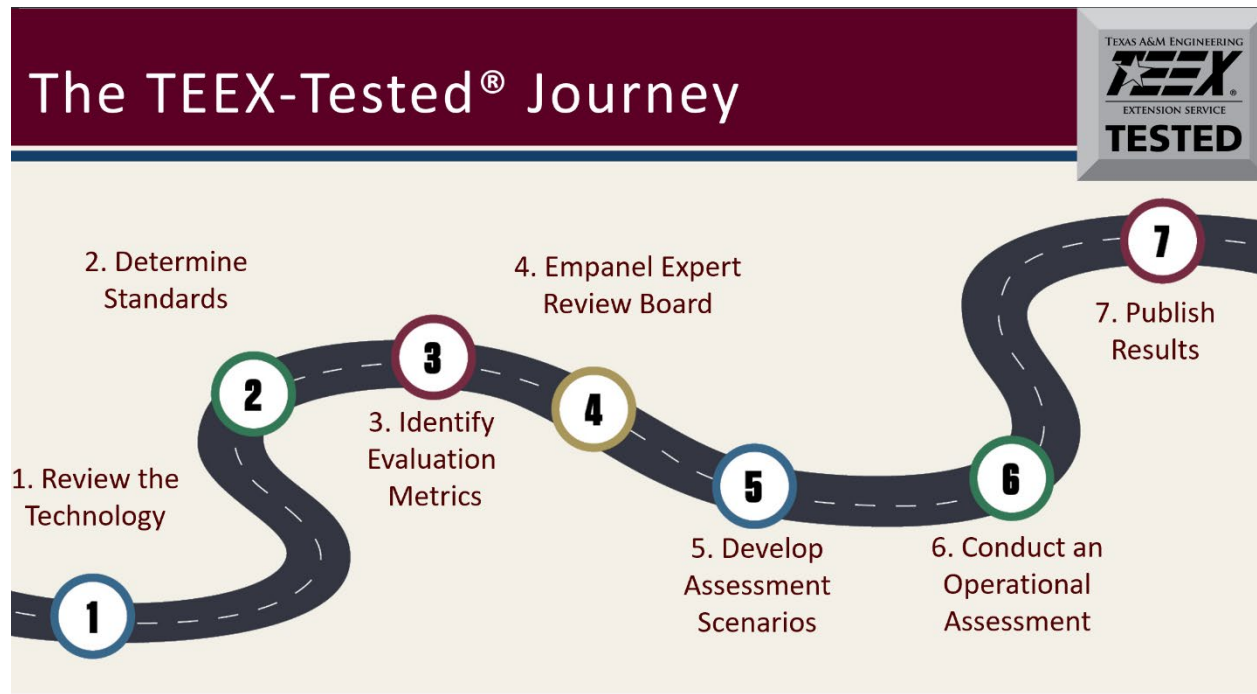 The TEEX-Tested® Journey
TEXAS A&M ENGINEERING
TEEX®
EXTENSION SERVICE
TESTED
1. Review the
Technology
1
2. Determine
Standards
2
3
3. Identify
Evaluation
Metrics
4. Empanel Expert
Review Board
4
5
5. Develop
Assessment
Scenarios
6
6. Conduct an
Operational
Assessment
7
7. Publish
Results